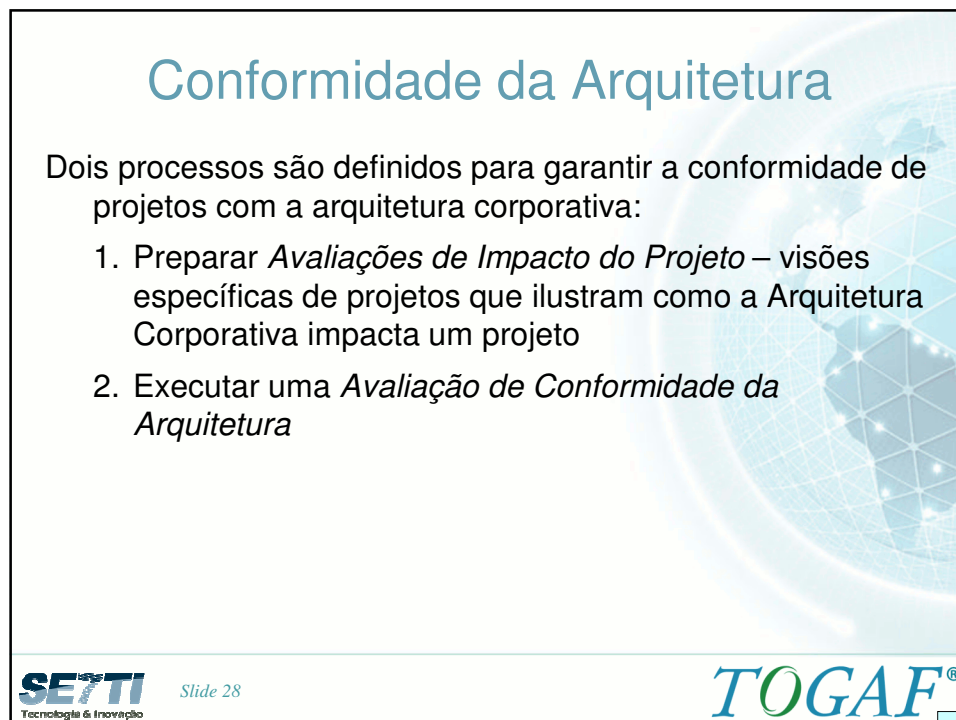 Conformidade da Arquitetura
Dois processos são definidos para garantir a conformidade de
projetos com a arquitetura corporativa:
1. Preparar Avaliações de Impacto do Projeto – visões
específicas de projetos que ilustram como a Arquitetura
Corporativa impacta um projeto
2. Executar uma Avaliação de Conformidade da
Arquitetura
SE7TI
Tecnologia & Inovação
Slide 28
TOGAF®